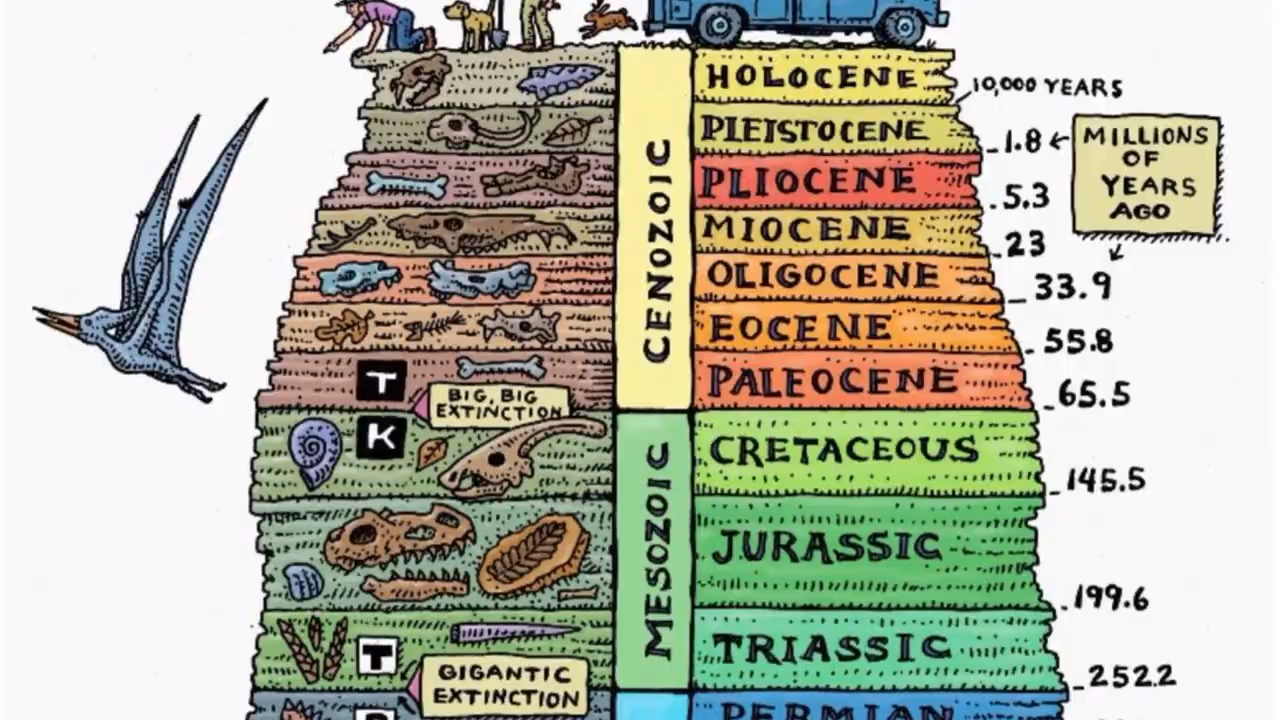 HOLOCENE
10,000 YEARS
PLEISTOCENE
1.8
MILLIONS
OF
YEARS
AGO
PLIOCENE
5.3
MIOCENE
23
OLIGOCENE
33.9
EOCENE
55.8
PALEOCENE
65.5
CENOZOIC
T
BIG, BIG
EXTINCTION
K
CRETACEOUS
145.5
JURASSIC
199.6
MESOZOIC
TRIASSIC
252.2
T
GIGANTIC
EXTINCTION
PERMIAN